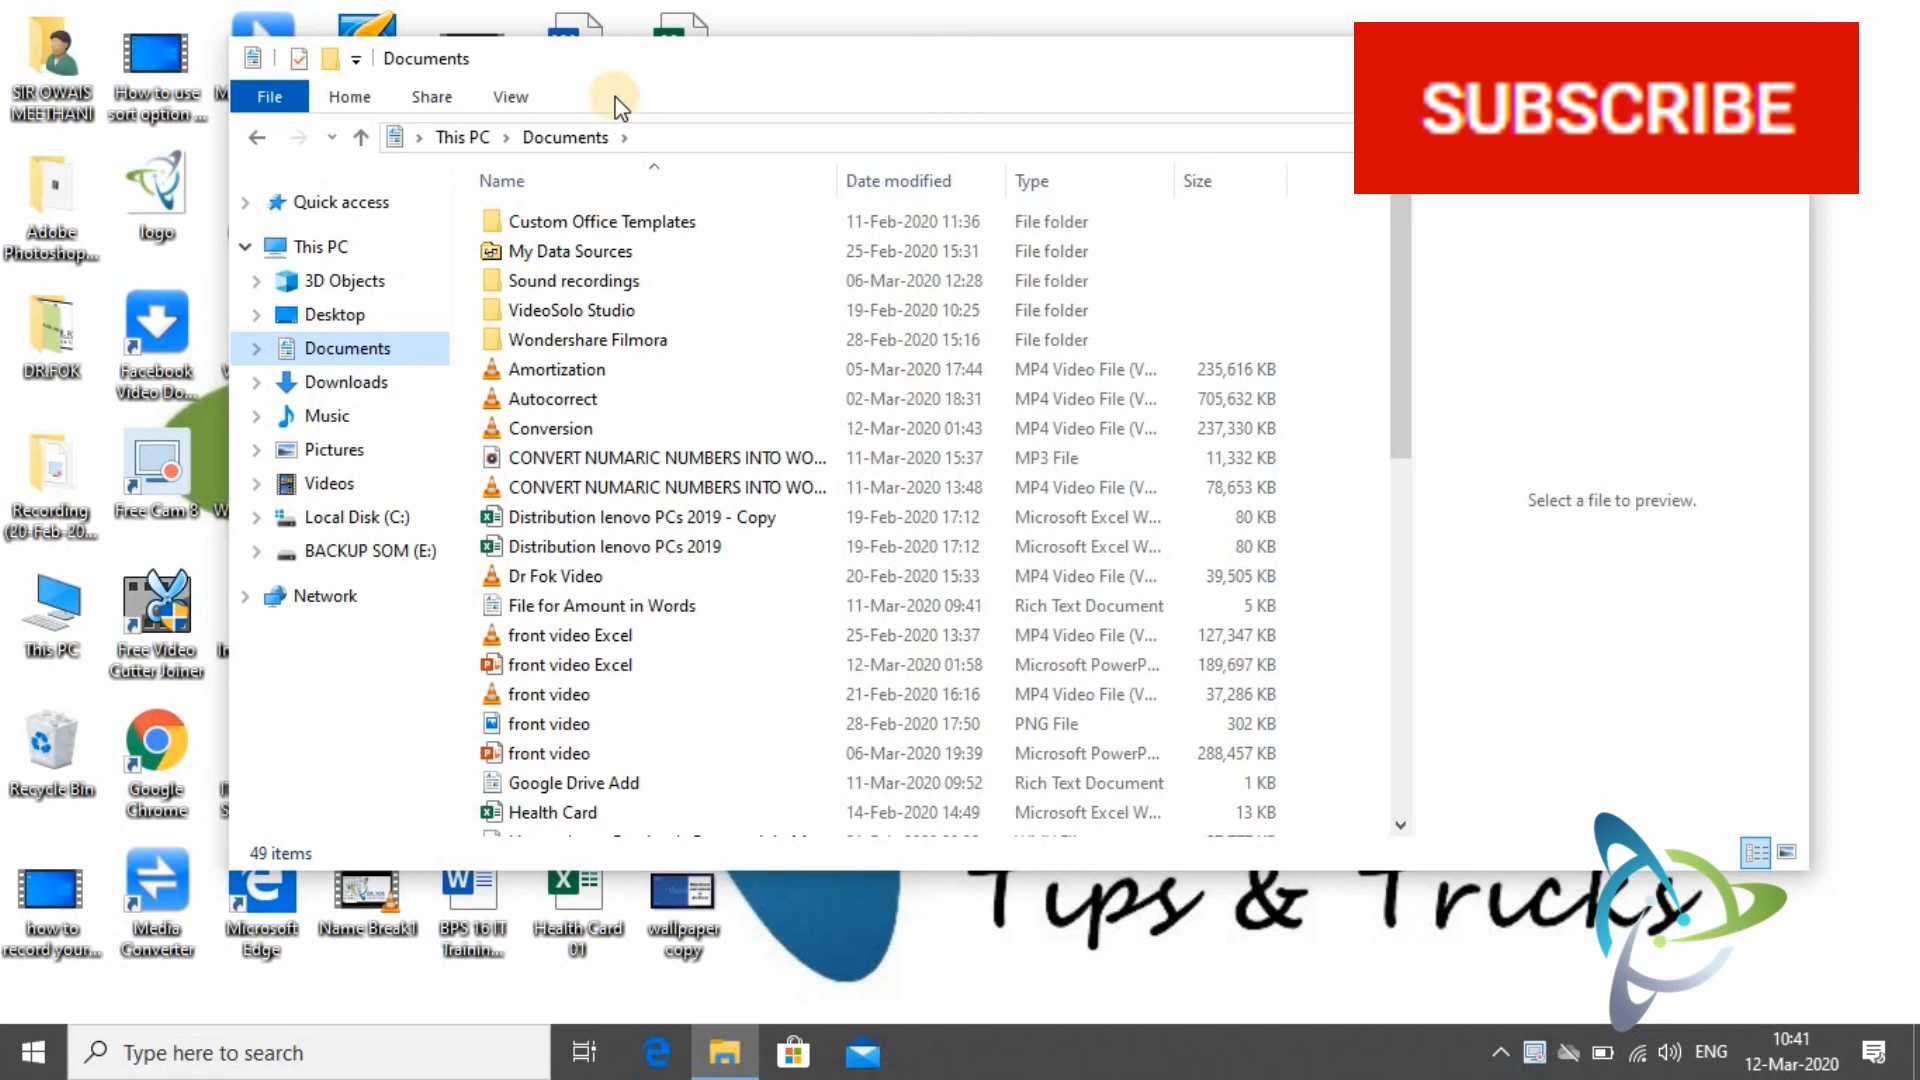 Documents
SUBSCRIBE
File Home Share View
This PC Documents
Name Date modified Type Size
Quick access
This PC
3D Objects
Desktop
Documents
Downloads
Music
Pictures
Videos
Local Disk (C:)
BACKUP SOM (E:)
Network
Custom Office Templates 11-Feb-2020 11:36 File folder
My Data Sources 25-Feb-2020 15:31 File folder
Sound recordings 06-Mar-2020 12:28 File folder
VideoSolo Studio 19-Feb-2020 10:25 File folder
Wondershare Filmora 28-Feb-2020 15:16 File folder
Amortization 05-Mar-2020 17:44 MP4 Video File (V... 235,616 KB
Autocorrect 02-Mar-2020 18:31 MP4 Video File (V... 705,632 KB
Conversion 12-Mar-2020 01:43 MP4 Video File (V... 237,330 KB
CONVERT NUMARIC NUMBERS INTO WO... 11-Mar-2020 15:37 MP3 File 11,332 KB
CONVERT NUMARIC NUMBERS INTO WO... 11-Mar-2020 13:48 MP4 Video File (V... 78,653 KB
Distribution lenovo PCs 2019 - Copy 19-Feb-2020 17:12 Microsoft Excel W... 80 KB
Distribution lenovo PCs 2019 19-Feb-2020 17:12 Microsoft Excel W... 80 KB
Dr Fok Video 20-Feb-2020 15:33 MP4 Video File (V... 39,505 KB
File for Amount in Words 11-Mar-2020 09:41 Rich Text Document 5 KB
front video Excel 25-Feb-2020 13:37 MP4 Video File (V... 127,347 KB
front video Excel 12-Mar-2020 01:58 Microsoft PowerP... 189,697 KB
front video 21-Feb-2020 16:16 MP4 Video File (V... 37,286 KB
front video 28-Feb-2020 17:50 PNG File 302 KB
front video 06-Mar-2020 19:39 Microsoft PowerP... 288,457 KB
Google Drive Add 11-Mar-2020 09:52 Rich Text Document 1 KB
Health Card 14-Feb-2020 14:49 Microsoft Excel W... 13 KB
Select a file to preview.
49 items
SIR OWAIS
MEETHANI
How to use
sort option ...
Adobe
Photoshop...
logo
DR.FOK
Facebook
Video Do...
Recording
(20-Feb-20...
Free Cam 8
This PC
Free Video
Cutter Joiner
Recycle Bin
Google
Chrome
how to
record your...
Media
Converter
Microsoft
Edge
Name Break1
BPS 16 IT
Trainin...
Health Card
01
wallpaper
copy
Tips & Tricks
Type here to search
ENG
10:41
12-Mar-2020